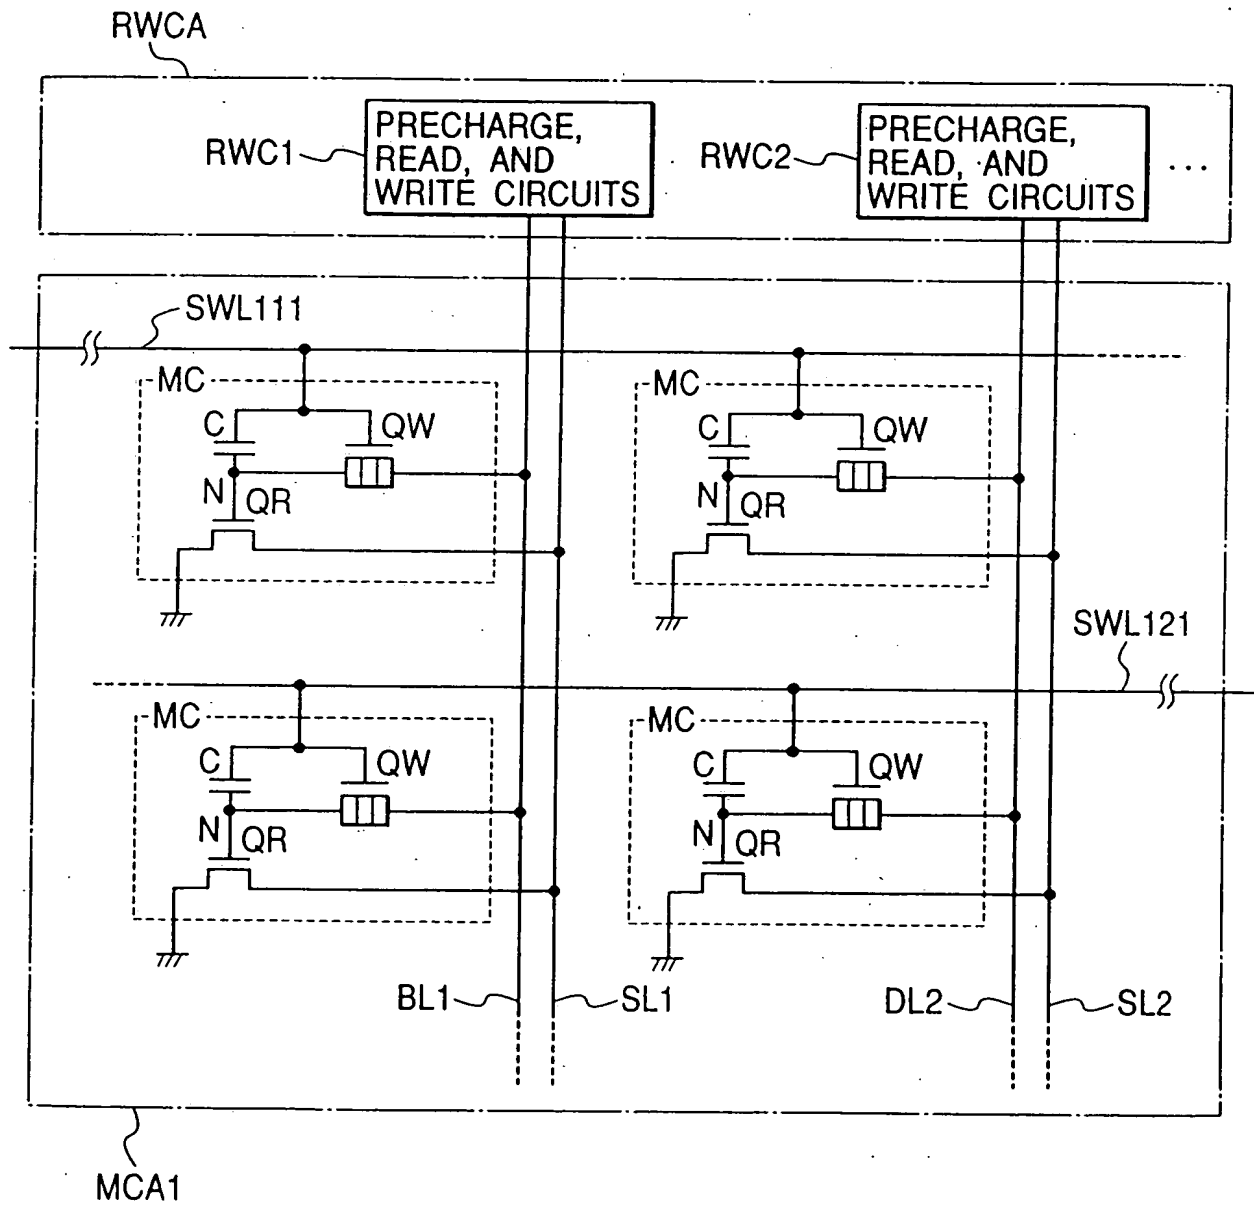 RWCA
RWC1
PRECHARGE,
READ, AND
WRITE CIRCUITS
RWC2
PRECHARGE,
READ, AND
WRITE CIRCUITS
...
SWL111
MC
C
QW
N
QR
MC
C
QW
N
QR
SWL121
MC
C
QW
N
QR
MC
C
QW
N
QR
BL1
SL1
DL2
SL2
MCA1